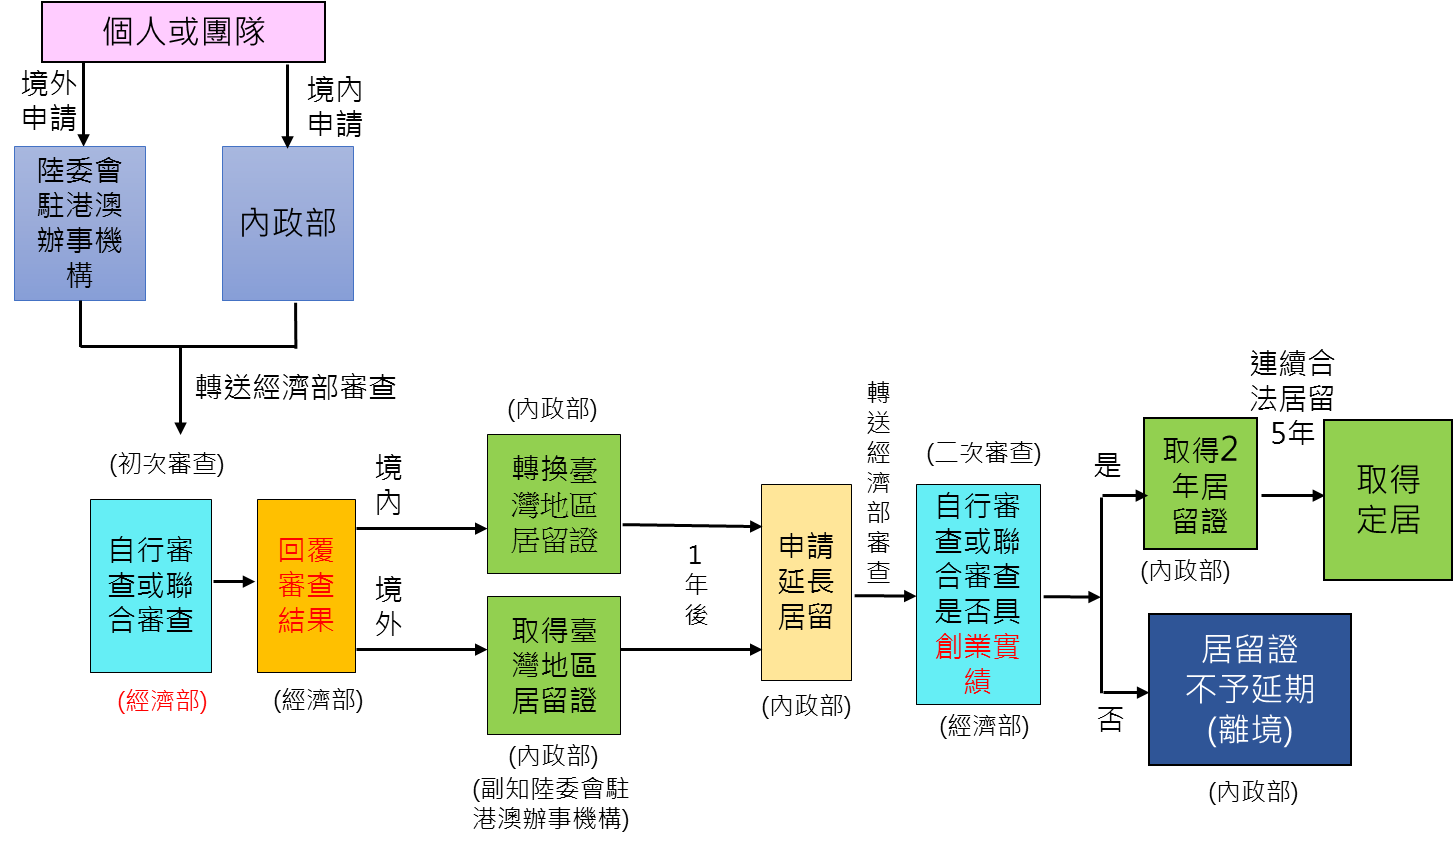 個人或團隊
境外
申請
境內
申請
陸委會
駐港澳
辦事機
構
內政部
轉送經濟部審查
(初次審查)
自行審
查或聯
合審查
(經濟部)
回覆
審查
結果
(經濟部)
境
內
境
外
(內政部)
轉換臺
灣地區
居留證
取得臺
灣地區
居留證
(內政部)
(副知陸委會駐
港澳辦事機構)
1
年
後
申請
延長
居留
(內政部)
轉
送
經
濟
部
審
查
(二次審查)
自行審
查或聯
合審查
是否具
創業實
績
(經濟部)
是
取得2
年居
留證
(內政部)
連續合
法居留
5年
取得
定居
否
居留證
不予延期
(離境)
(內政部)